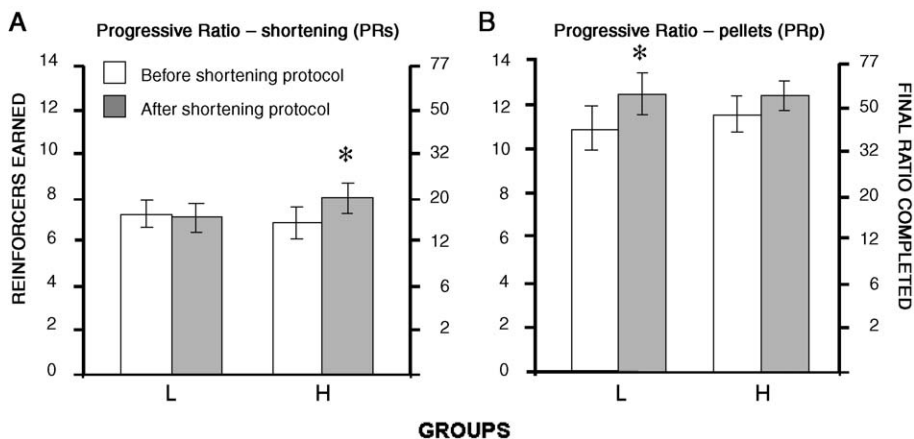 A
Progressive Ratio – shortening (PRs)
REINFORCERS EARNED
14
12
10
8
6
4
2
0
Before shortening protocol
After shortening protocol
*
77
50
32
20
12
6
2
L
H
B
Progressive Ratio – pellets (PRp)
14
12
10
8
6
4
2
0
*
77
50
32
20
12
6
2
FINAL RATIO COMPLETED
L
H
GROUPS